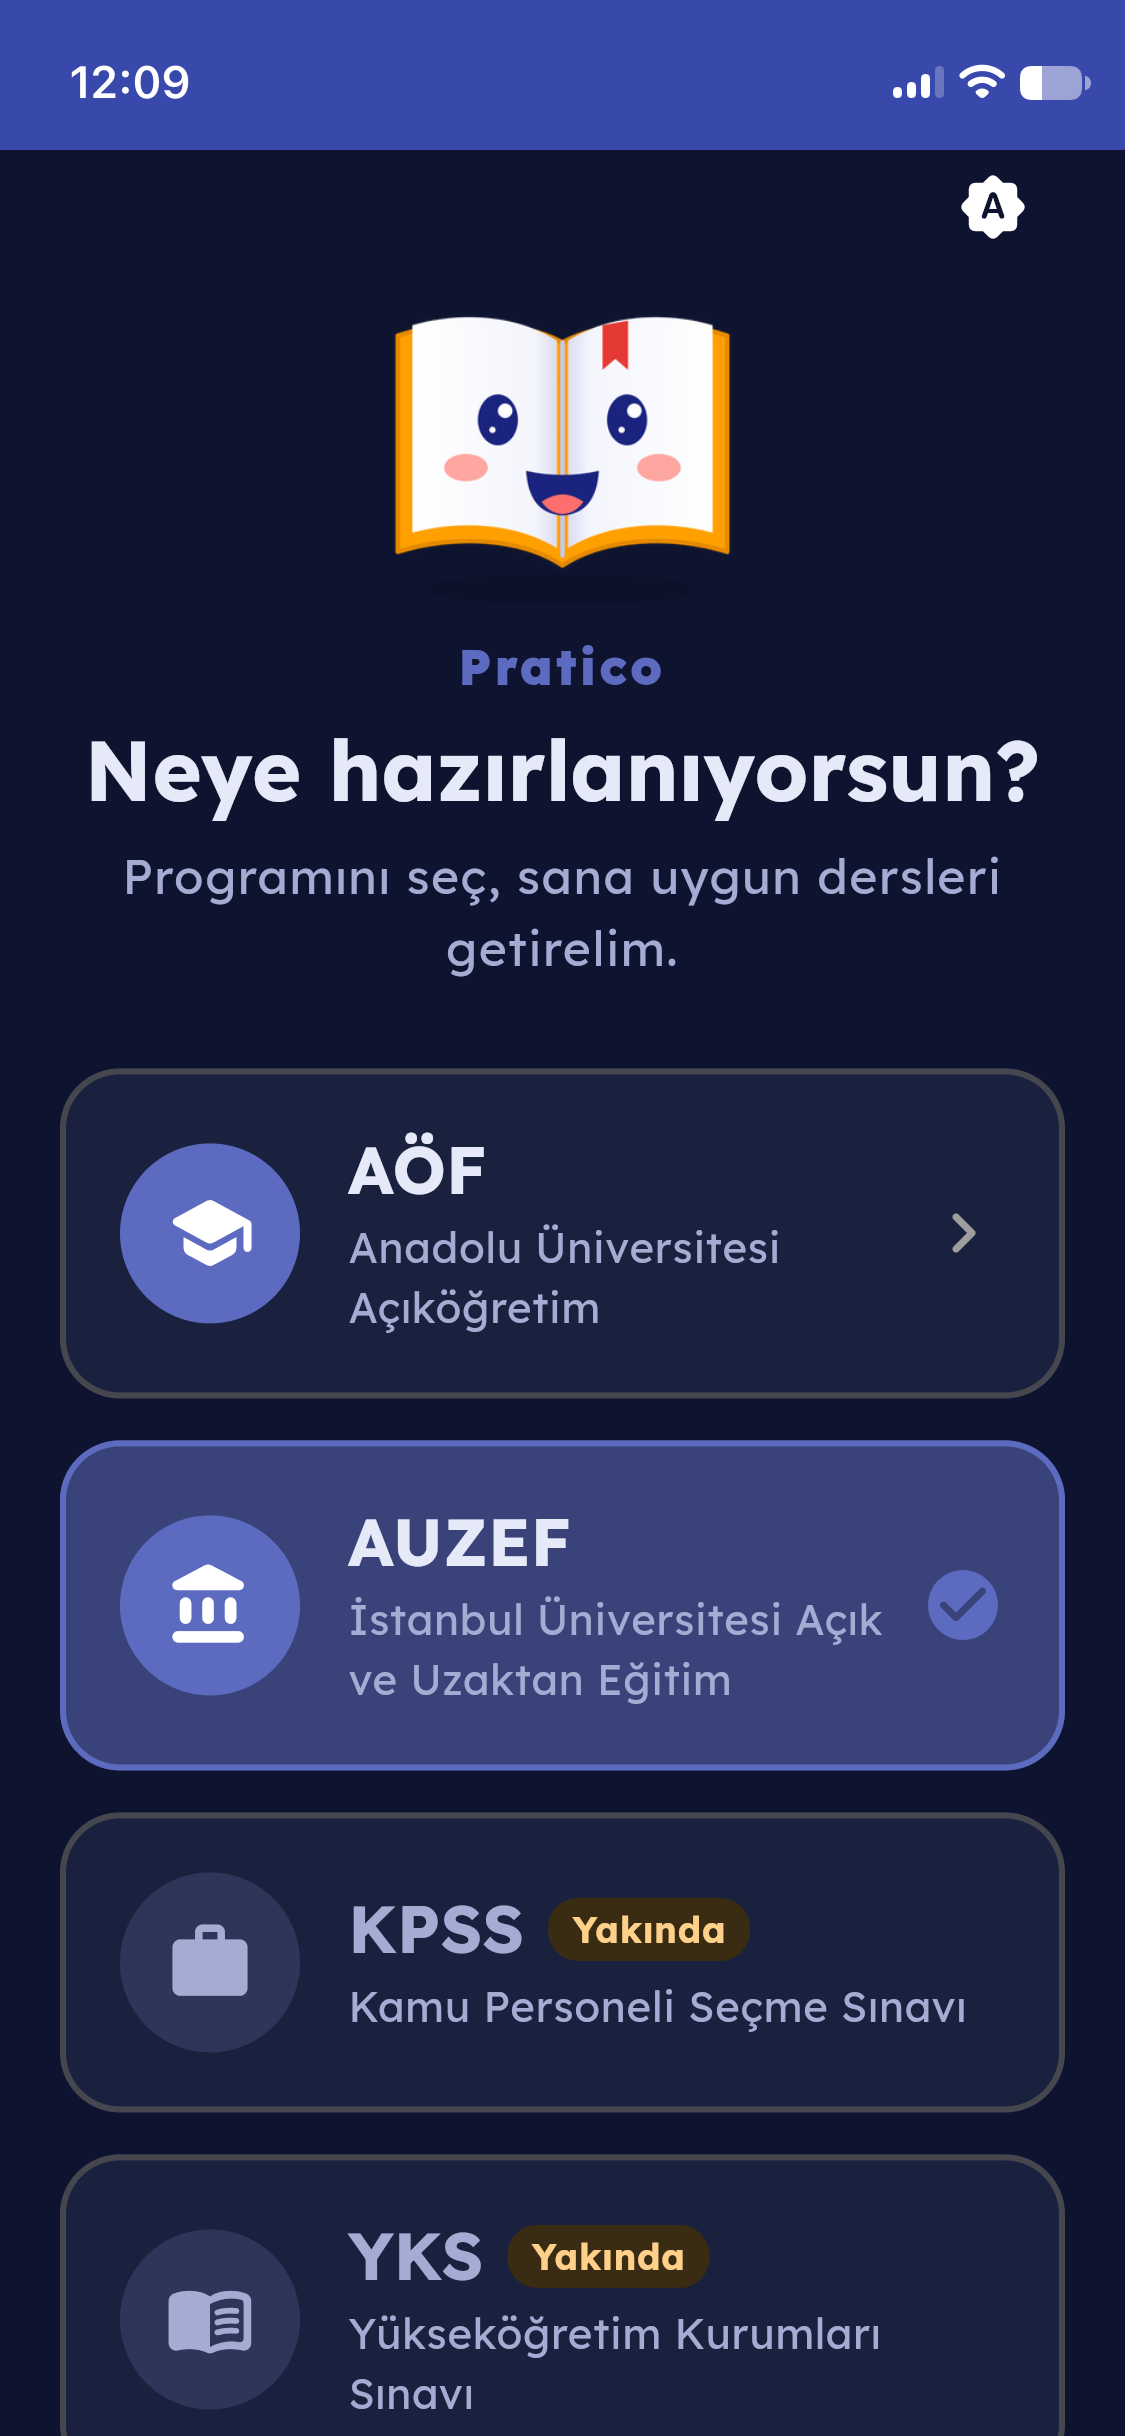 12:09
A
Pratico
Neye hazırlanıyorsun?
Programını seç, sana uygun dersleri
getirelim.
AÖF
Anadolu Üniversitesi
Açıköğretim
AUZEF
İstanbul Üniversitesi Açık
ve Uzaktan Eğitim
KPSS Yakında
Kamu Personeli Seçme Sınavı
YKS Yakında
Yükseköğretim Kurumları
Sınavı